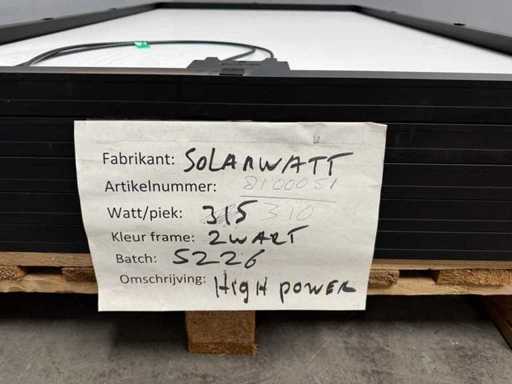 Fabrikant: SOLARWATT
Artikelnummer: 8100051
Watt/piek: 315 310
Kleur frame: ZWART
Batch: 5226
Omschrijving: HigH power